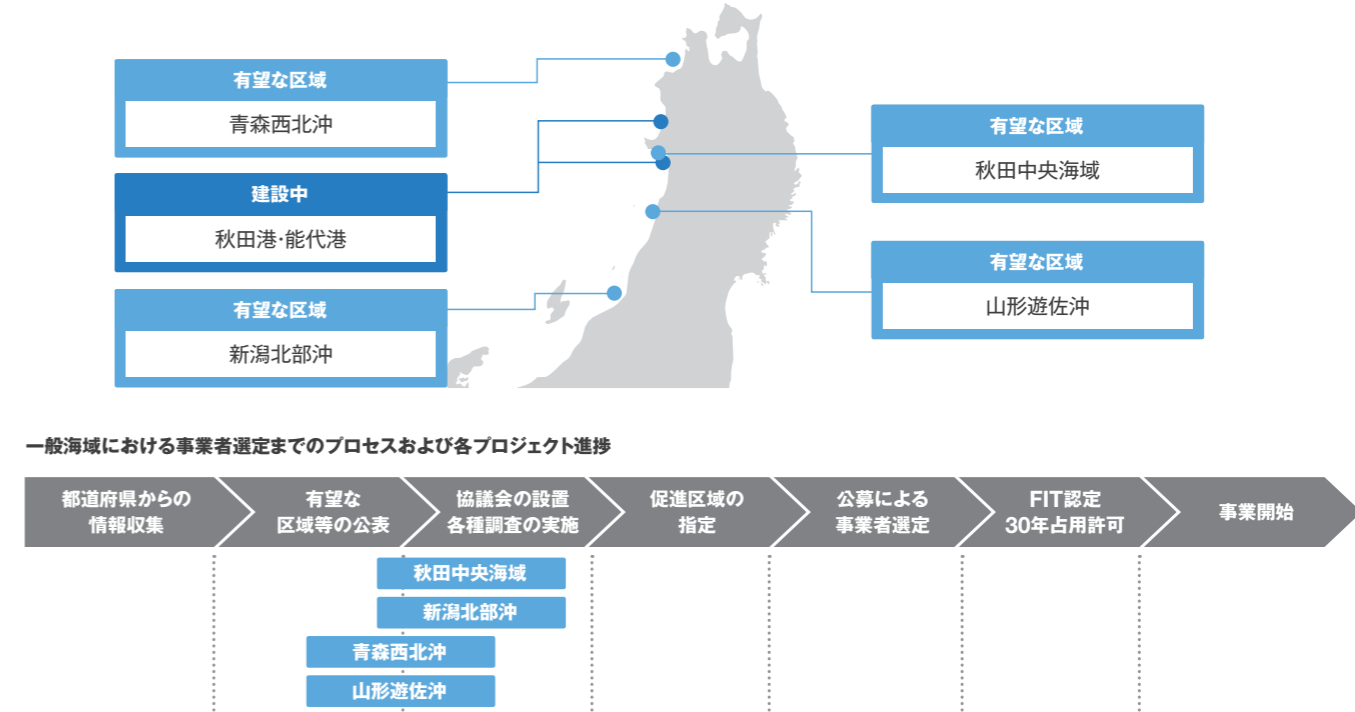 有望な区域
青森西北沖
建設中
秋田港・能代港
有望な区域
新潟北部沖
有望な区域
秋田中央海域
有望な区域
山形遊佐沖
一般海域における事業者選定までのプロセスおよび各プロジェクト進捗
都道府県からの
情報収集
有望な
区域等の公表
協議会の設置
各種調査の実施
促進区域の
指定
公募による
事業者選定
FIT認定
30年占用許可
事業開始
秋田中央海域
新潟北部沖
青森西北沖
山形遊佐沖